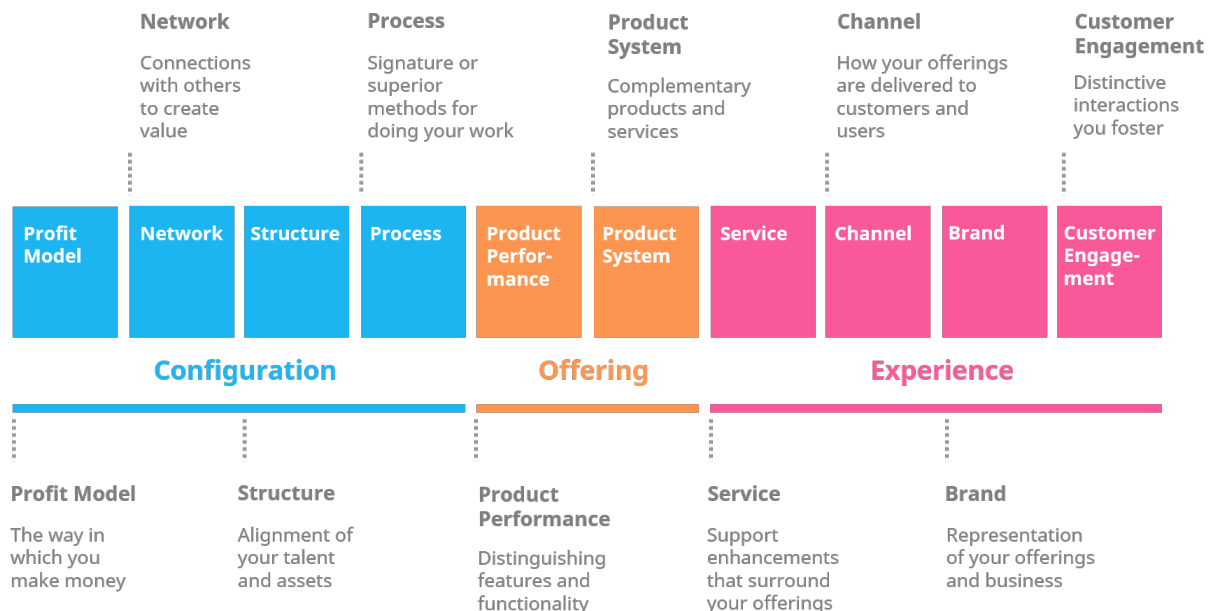 Network
Connections
with others
to create
value
Process
Signature or
superior
methods for
doing your work
Product
System
Complementary
products and
services
Channel
How your offerings
are delivered to
customers and
users
Customer
Engagement
Distinctive
interactions
you foster
Profit
Model
Network
Structure
Process
Product
Perfor-
mance
Product
System
Service
Channel
Brand
Customer
Engage-
ment
Configuration
Offering
Experience
Profit Model
The way in
which you
make money
Structure
Alignment of
your talent
and assets
Product
Performance
Distinguishing
features and
functionality
Service
Support
enhancements
that surround
your offerings
Brand
Representation
of your offerings
and business